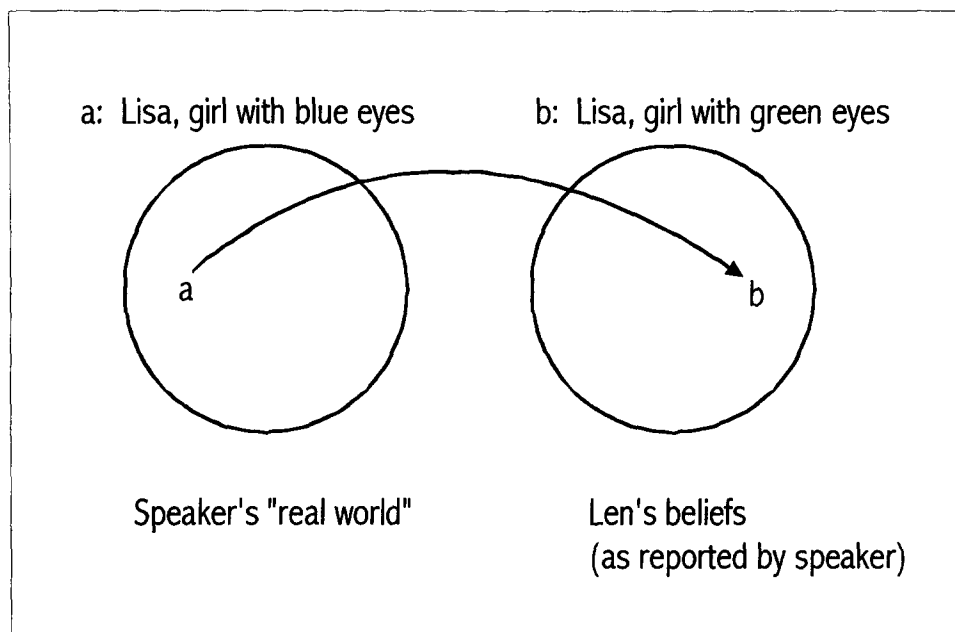 a: Lisa, girl with blue eyes
b: Lisa, girl with green eyes
a
b
Speaker's "real world"
Len's beliefs
(as reported by speaker)